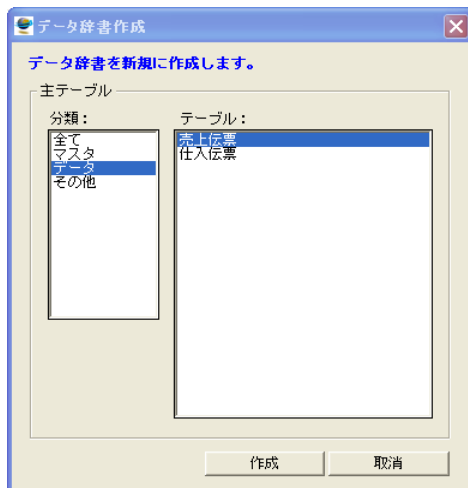 データ辞書作成
データ辞書を新規に作成します。
主テーブル
分類：
テーブル：
全て
マスタ
データ
その他
売上伝票
仕入伝票
作成
取消